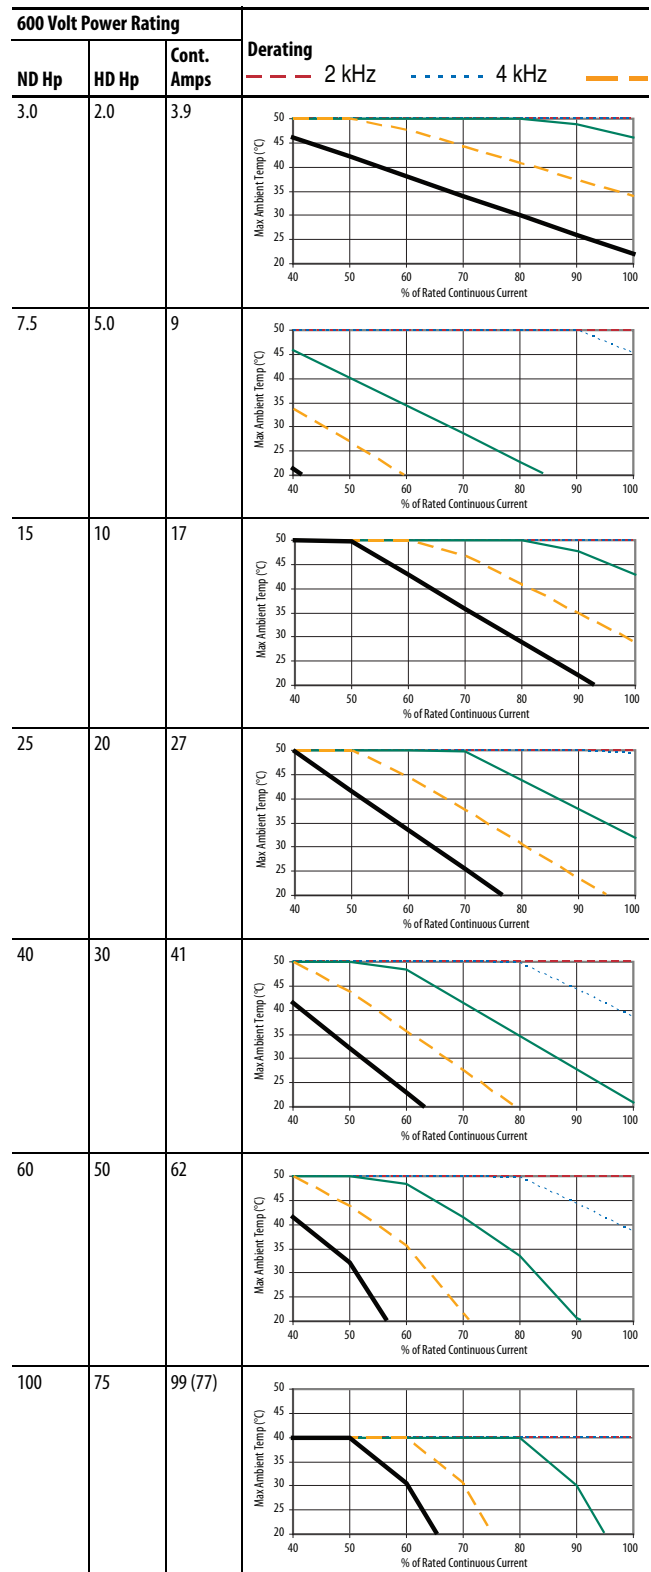 600 Volt Power Rating
Derating
ND Hp HD Hp Cont. Amps
2 kHz 4 kHz
3.0 2.0 3.9
Max Ambient Temp (°C)
50
45
40
35
30
25
20
40 50 60 70 80 90 100
% of Rated Continuous Current
7.5 5.0 9
Max Ambient Temp (°C)
50
45
40
35
30
25
20
40 50 60 70 80 90 100
% of Rated Continuous Current
15 10 17
Max Ambient Temp (°C)
50
45
40
35
30
25
20
40 50 60 70 80 90 100
% of Rated Continuous Current
25 20 27
Max Ambient Temp (°C)
50
45
40
35
30
25
20
40 50 60 70 80 90 100
% of Rated Continuous Current
40 30 41
Max Ambient Temp (°C)
50
45
40
35
30
25
20
40 50 60 70 80 90 100
% of Rated Continuous Current
60 50 62
Max Ambient Temp (°C)
50
45
40
35
30
25
20
40 50 60 70 80 90 100
% of Rated Continuous Current
100 75 99 (77)
Max Ambient Temp (°C)
50
45
40
35
30
25
20
40 50 60 70 80 90 100
% of Rated Continuous Current